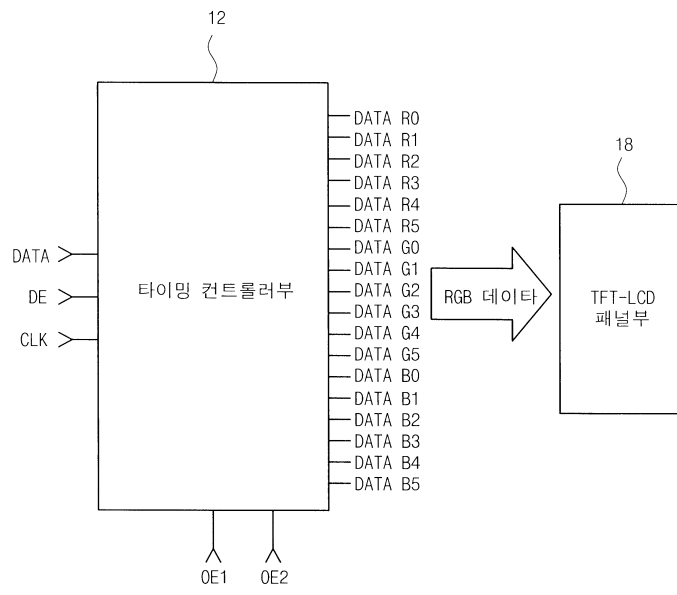 12
DATA
DE
CLK
타이밍 컨트롤러부
DATA R0
DATA R1
DATA R2
DATA R3
DATA R4
DATA R5
DATA G0
DATA G1
DATA G2
DATA G3
DATA G4
DATA G5
DATA B0
DATA B1
DATA B2
DATA B3
DATA B4
DATA B5
OE1
OE2
RGB 데이타
18
TFT-LCD
패널부